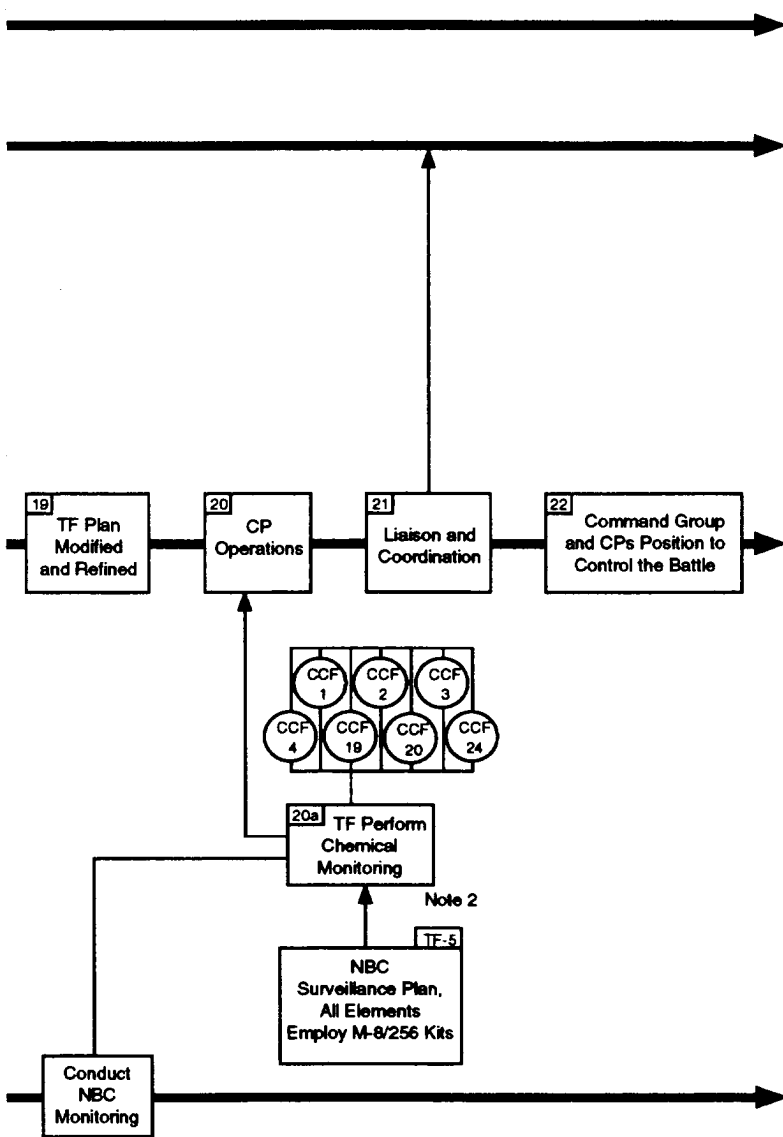 19
TF Plan
Modified
and Refined
20
CP
Operations
21
Liaison and
Coordination
22
Command Group
and CPs Position to
Control the Battle
CCF
1
CCF
2
CCF
3
CCF
4
CCF
19
CCF
20
CCF
24
20a
TF Perform
Chemical
Monitoring
Note 2
TF-5
NBC
Surveillance Plan,
All Elements
Employ M-8/256 Kits
Conduct
NBC
Monitoring